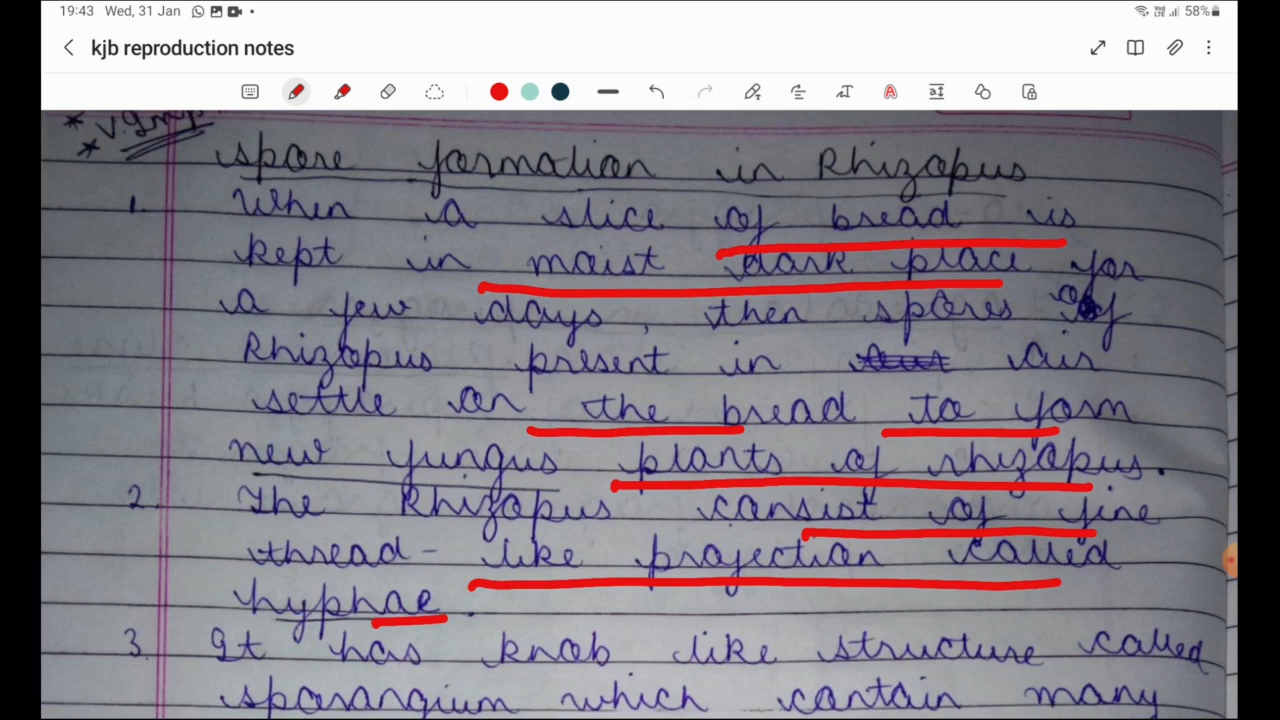 19:43 Wed, 31 Jan
58%
kjb reproduction notes
v. Imp
spore formation in Rhizopus
1. When a slice of bread is
kept in moist dark place for
a few days, then spores of
Rhizopus present in air
settle on the bread to form
new fungus plants of rhizopus.
2. The Rhizopus consist of fine
thread-like projection called
hyphae.
3. It has knob like structure called
sporangium which contain many